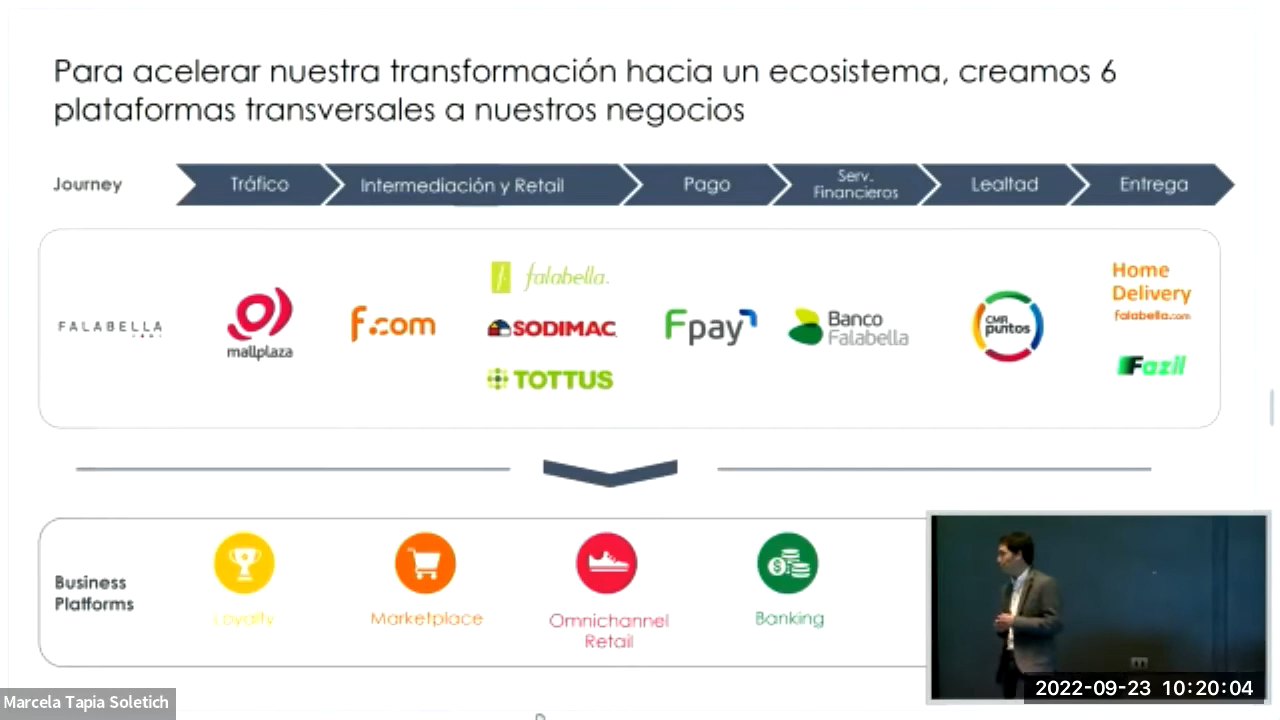 Para acelerar nuestra transformación hacia un ecosistema, creamos 6
plataformas transversales a nuestros negocios
Journey
Tráfico
Intermediación y Retail
Pago
Serv.
Financieros
Lealtad
Entrega
FALABELLA
mallplaza
F.com
falabella.
SODIMAC
TOTTUS
Fpay
Banco
Falabella
CMR
puntos
Home
Delivery
falabella.com
Fazil
Business
Platforms
Loyalty
Marketplace
Omnichannel
Retail
Banking
Marcela Tapia Soletich
2022-09-23 10:20:04